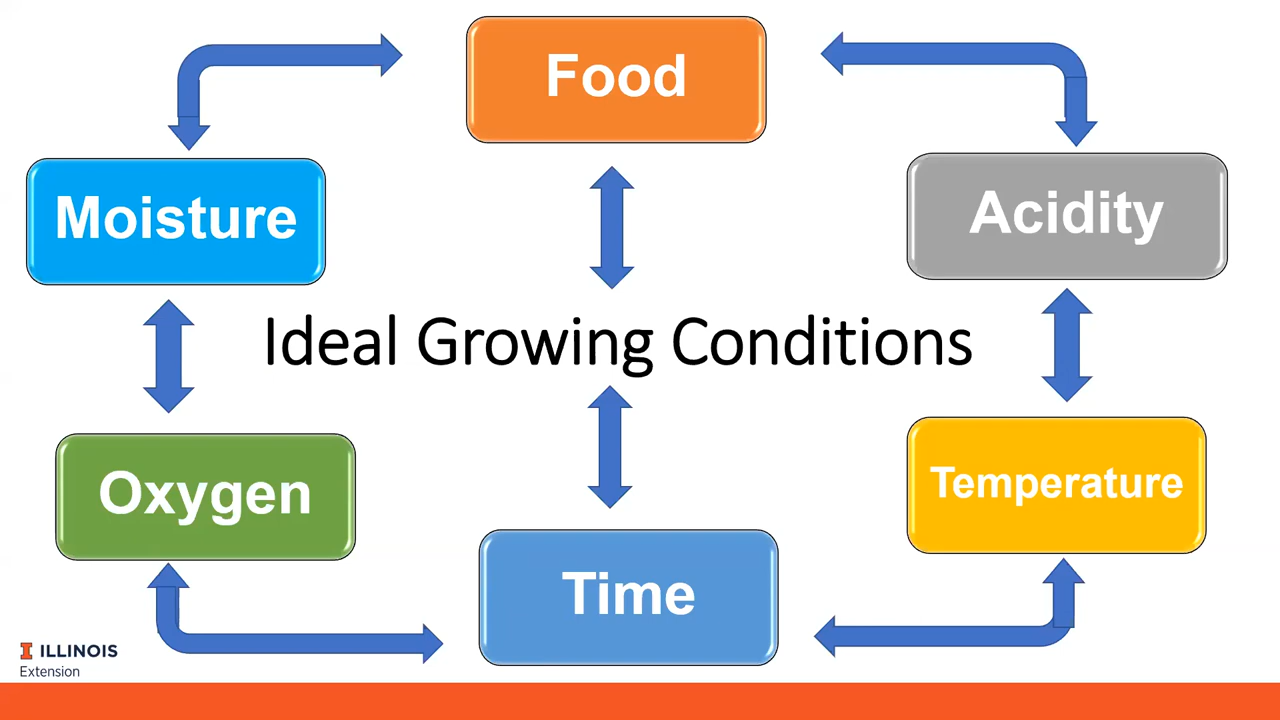 Food
Moisture
Acidity
Ideal Growing Conditions
Oxygen
Temperature
Time
I ILLINOIS
Extension